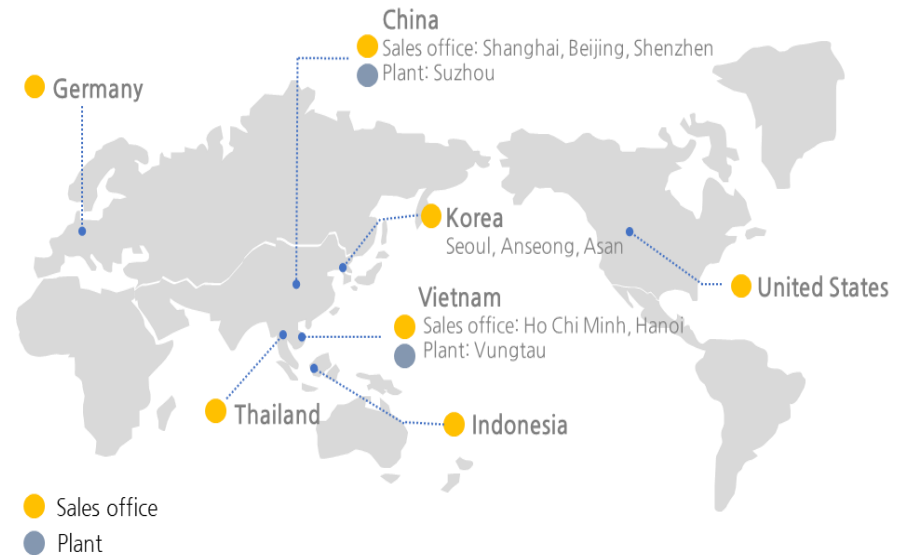 China
Sales office: Shanghai, Beijing, Shenzhen
Plant: Suzhou
Germany
Korea
Seoul, Anseong, Asan
United States
Vietnam
Sales office: Ho Chi Minh, Hanoi
Plant: Vungtau
Thailand
Indonesia
Sales office
Plant